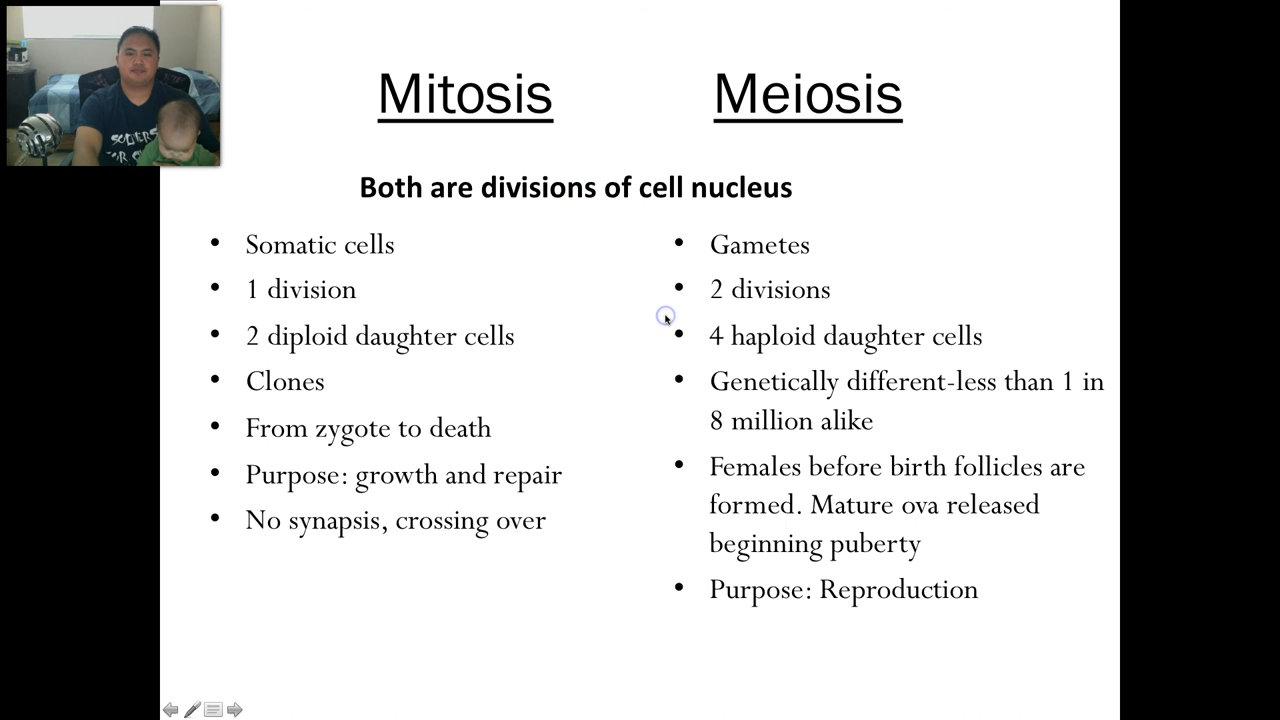 Mitosis
Meiosis
Both are divisions of cell nucleus
• Somatic cells
• 1 division
• 2 diploid daughter cells
• Clones
• From zygote to death
• Purpose: growth and repair
• No synapsis, crossing over
• Gametes
• 2 divisions
• 4 haploid daughter cells
• Genetically different-less than 1 in
8 million alike
• Females before birth follicles are
formed. Mature ova released
beginning puberty
• Purpose: Reproduction